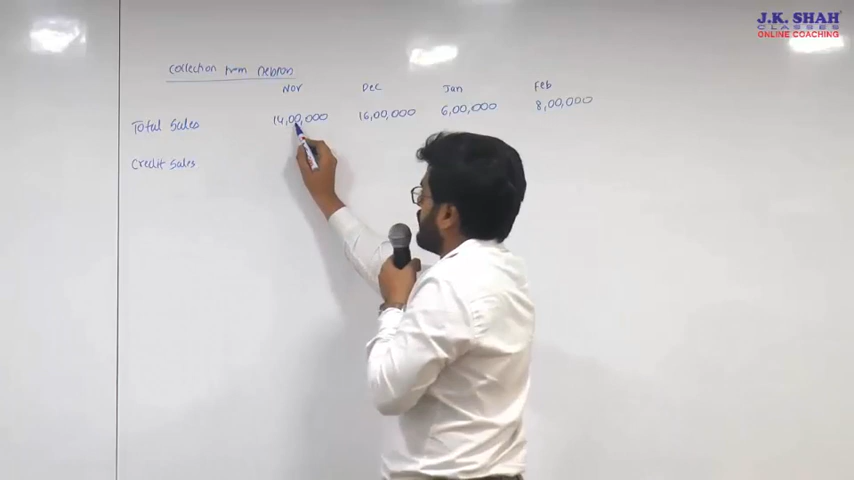 J.K. SHAH
CLASSES
ONLINE COACHING
Collection from Debtors
Nov Dec Jan Feb
Total Sales 14,00,000 16,00,000 6,00,000 8,00,000
Credit Sales